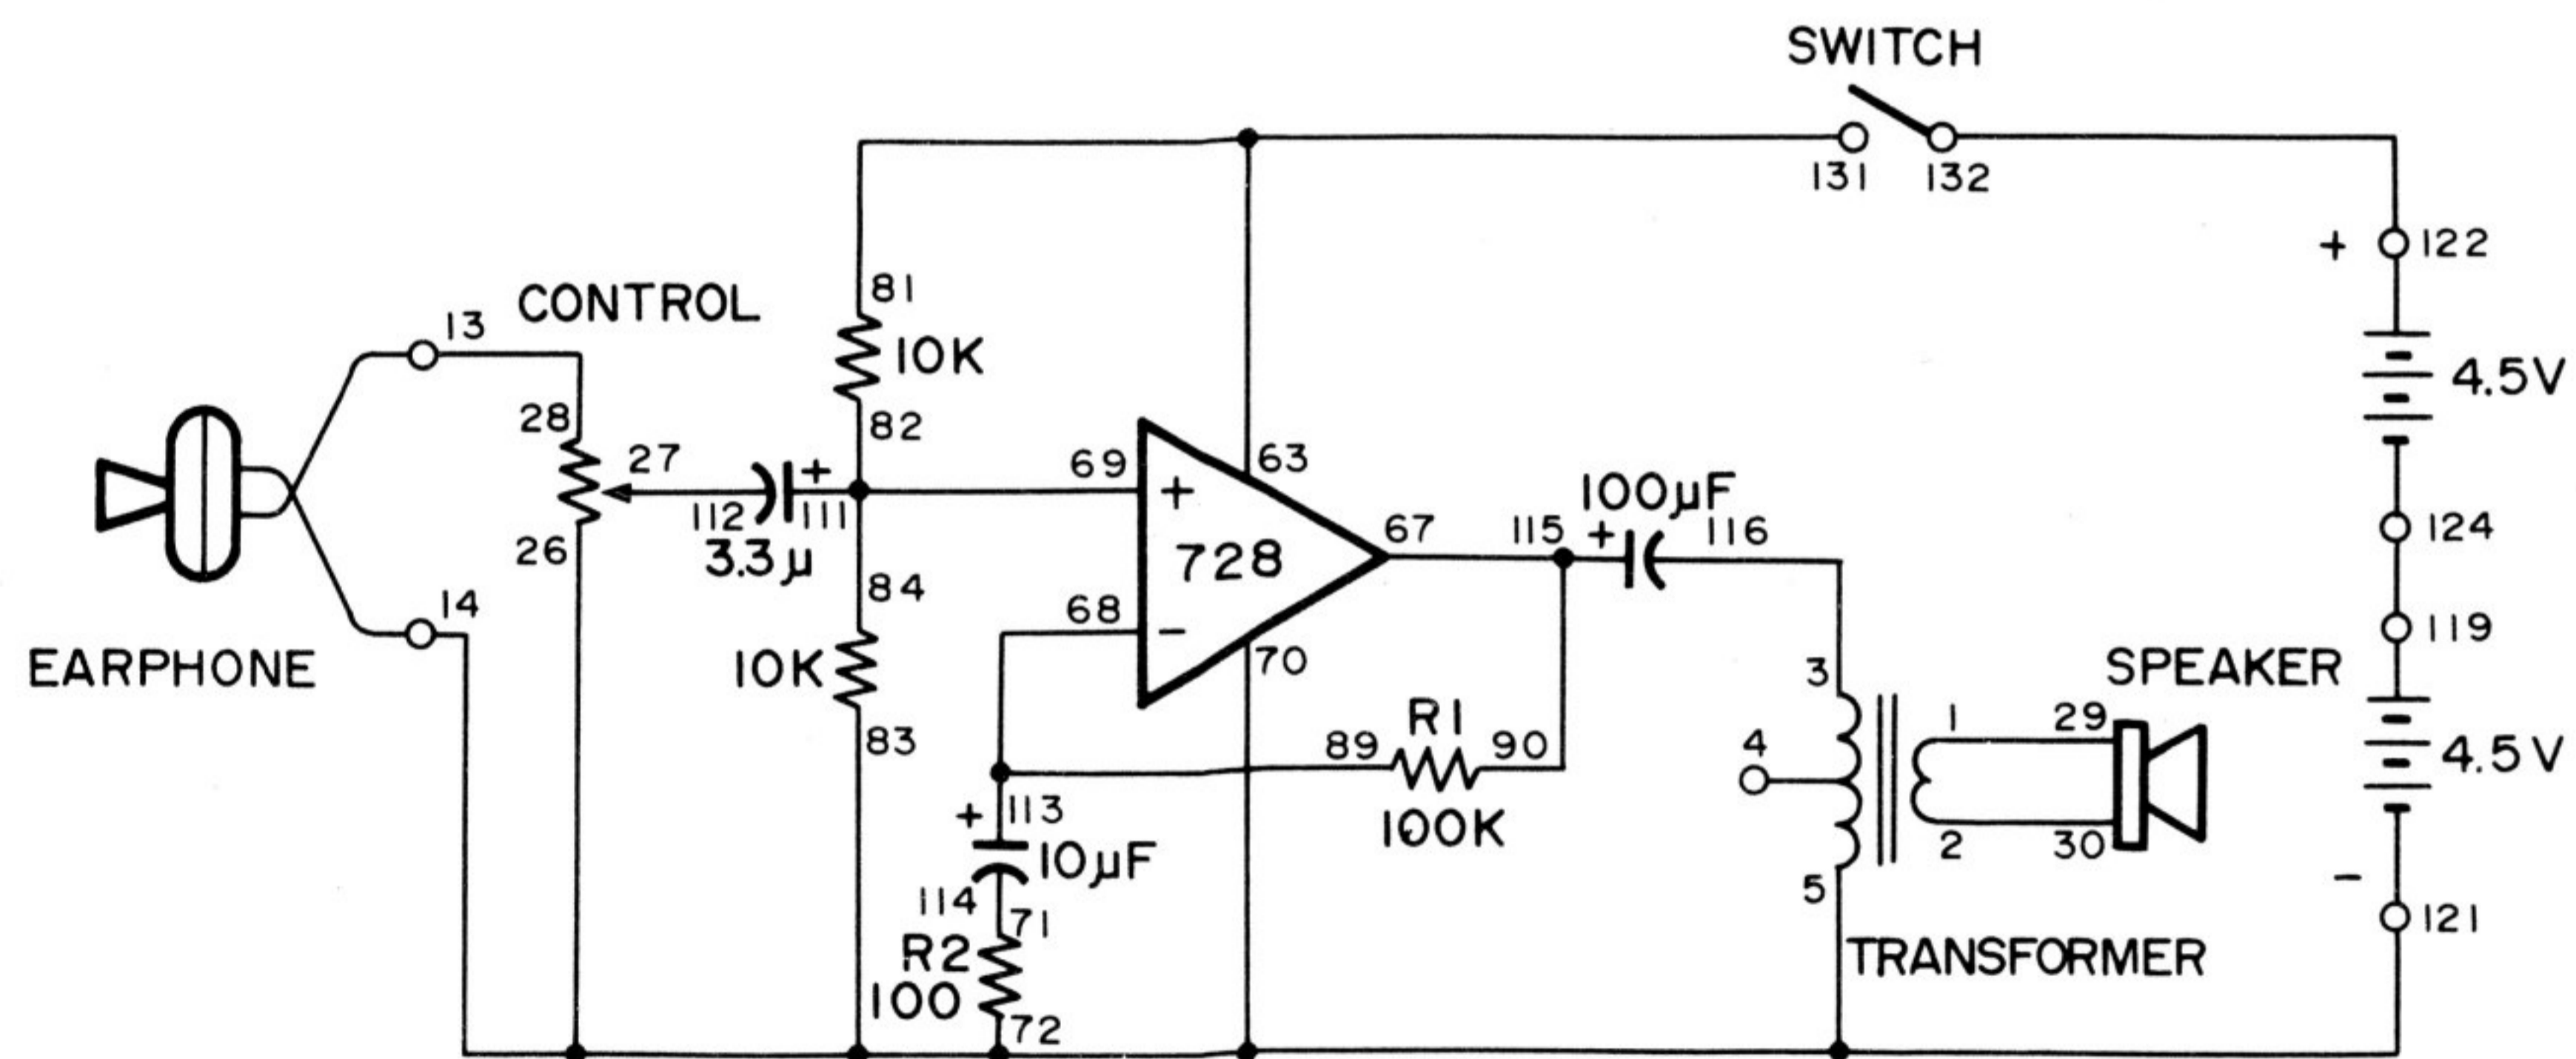 SWITCH
131 132
+ 122
4.5V
124
119
4.5V
- 121
CONTROL
13
28
27
26
14
EARPHONE
112 + 111
3.3μ
81
10K
82
84
10K
83
69
68
+
728
-
63
67
70
100μF
115 + 116
R1
89 90
100K
+ 113
10μF
114
71
R2
100
72
3
4
5
1
2
29
30
SPEAKER
TRANSFORMER